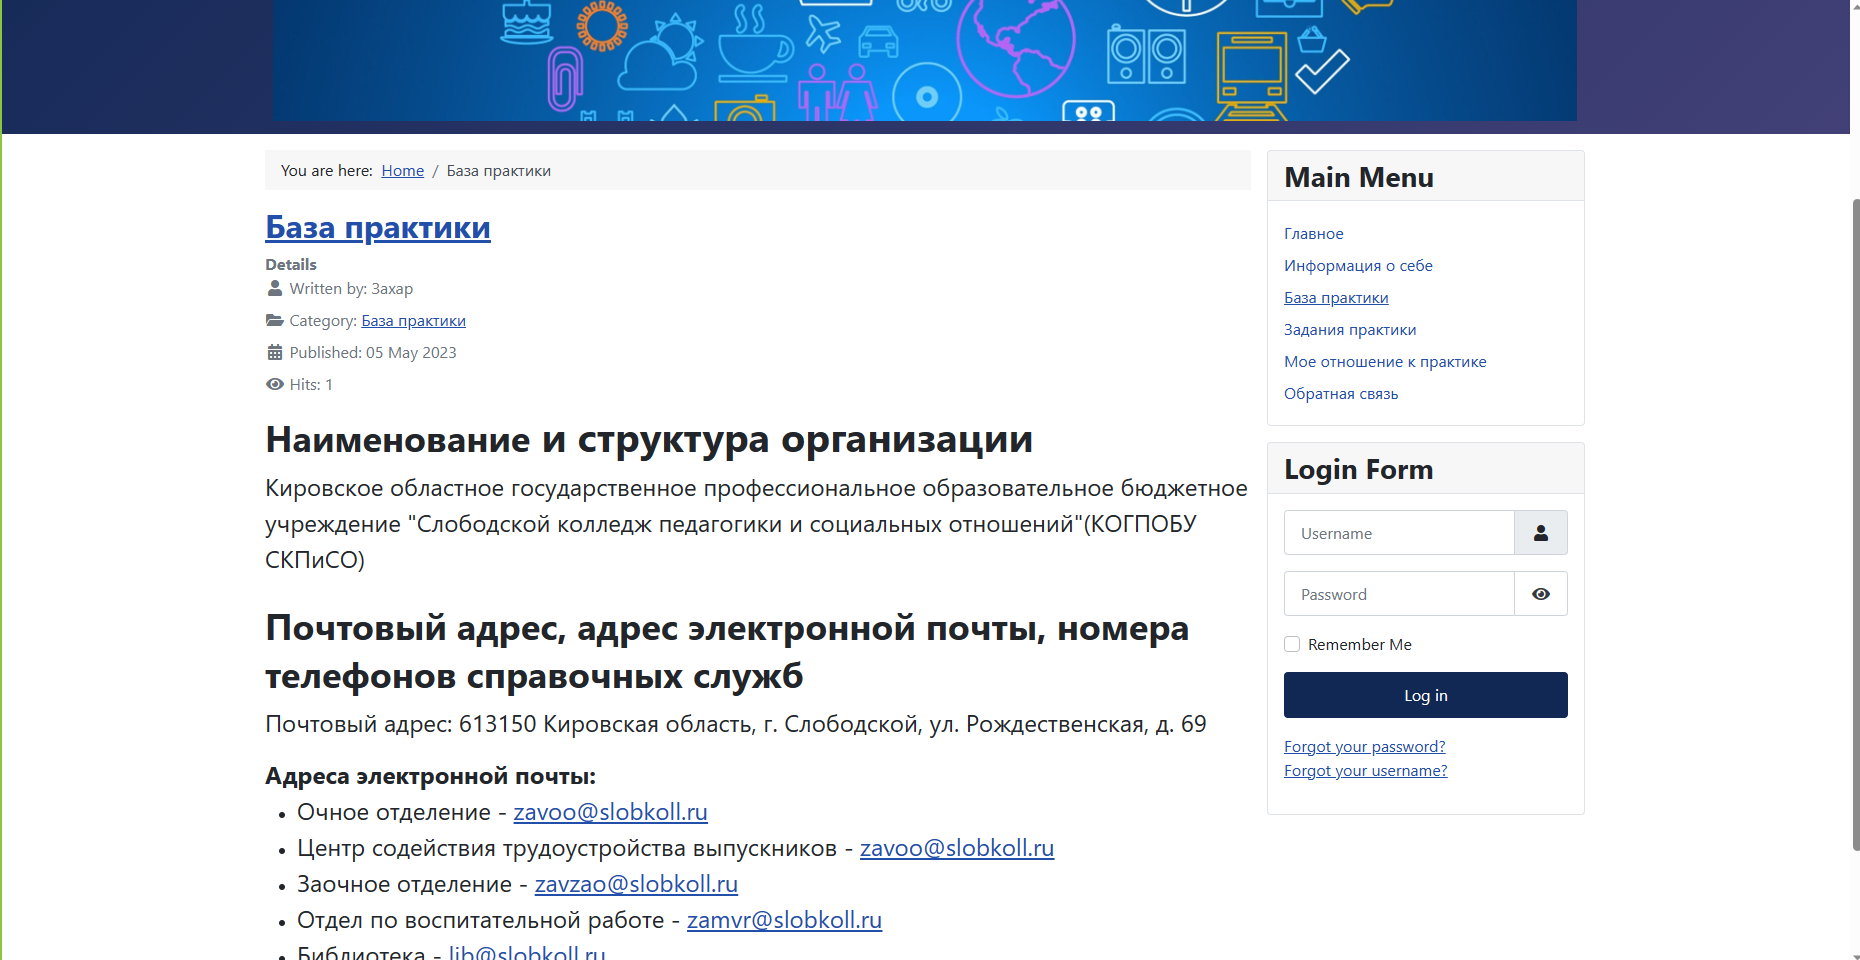 You are here: Home / База практики
База практики
Details
Written by: Захар
Category: База практики
Published: 05 May 2023
Hits: 1
Наименование и структура организации
Кировское областное государственное профессиональное образовательное бюджетное
учреждение "Слободской колледж педагогики и социальных отношений"(КОГПОБУ
СКПиСО)
Почтовый адрес, адрес электронной почты, номера
телефонов справочных служб
Почтовый адрес: 613150 Кировская область, г. Слободской, ул. Рождественская, д. 69
Адреса электронной почты:
• Очное отделение - zavoo@slobkoll.ru
• Центр содействия трудоустройства выпускников - zavoo@slobkoll.ru
• Заочное отделение - zavzao@slobkoll.ru
• Отдел по воспитательной работе - zamvr@slobkoll.ru
• Библиотека - lib@slobkoll.ru
Main Menu
Главное
Информация о себе
База практики
Задания практики
Мое отношение к практике
Обратная связь
Login Form
Username
Password
Remember Me
Log in
Forgot your password?
Forgot your username?